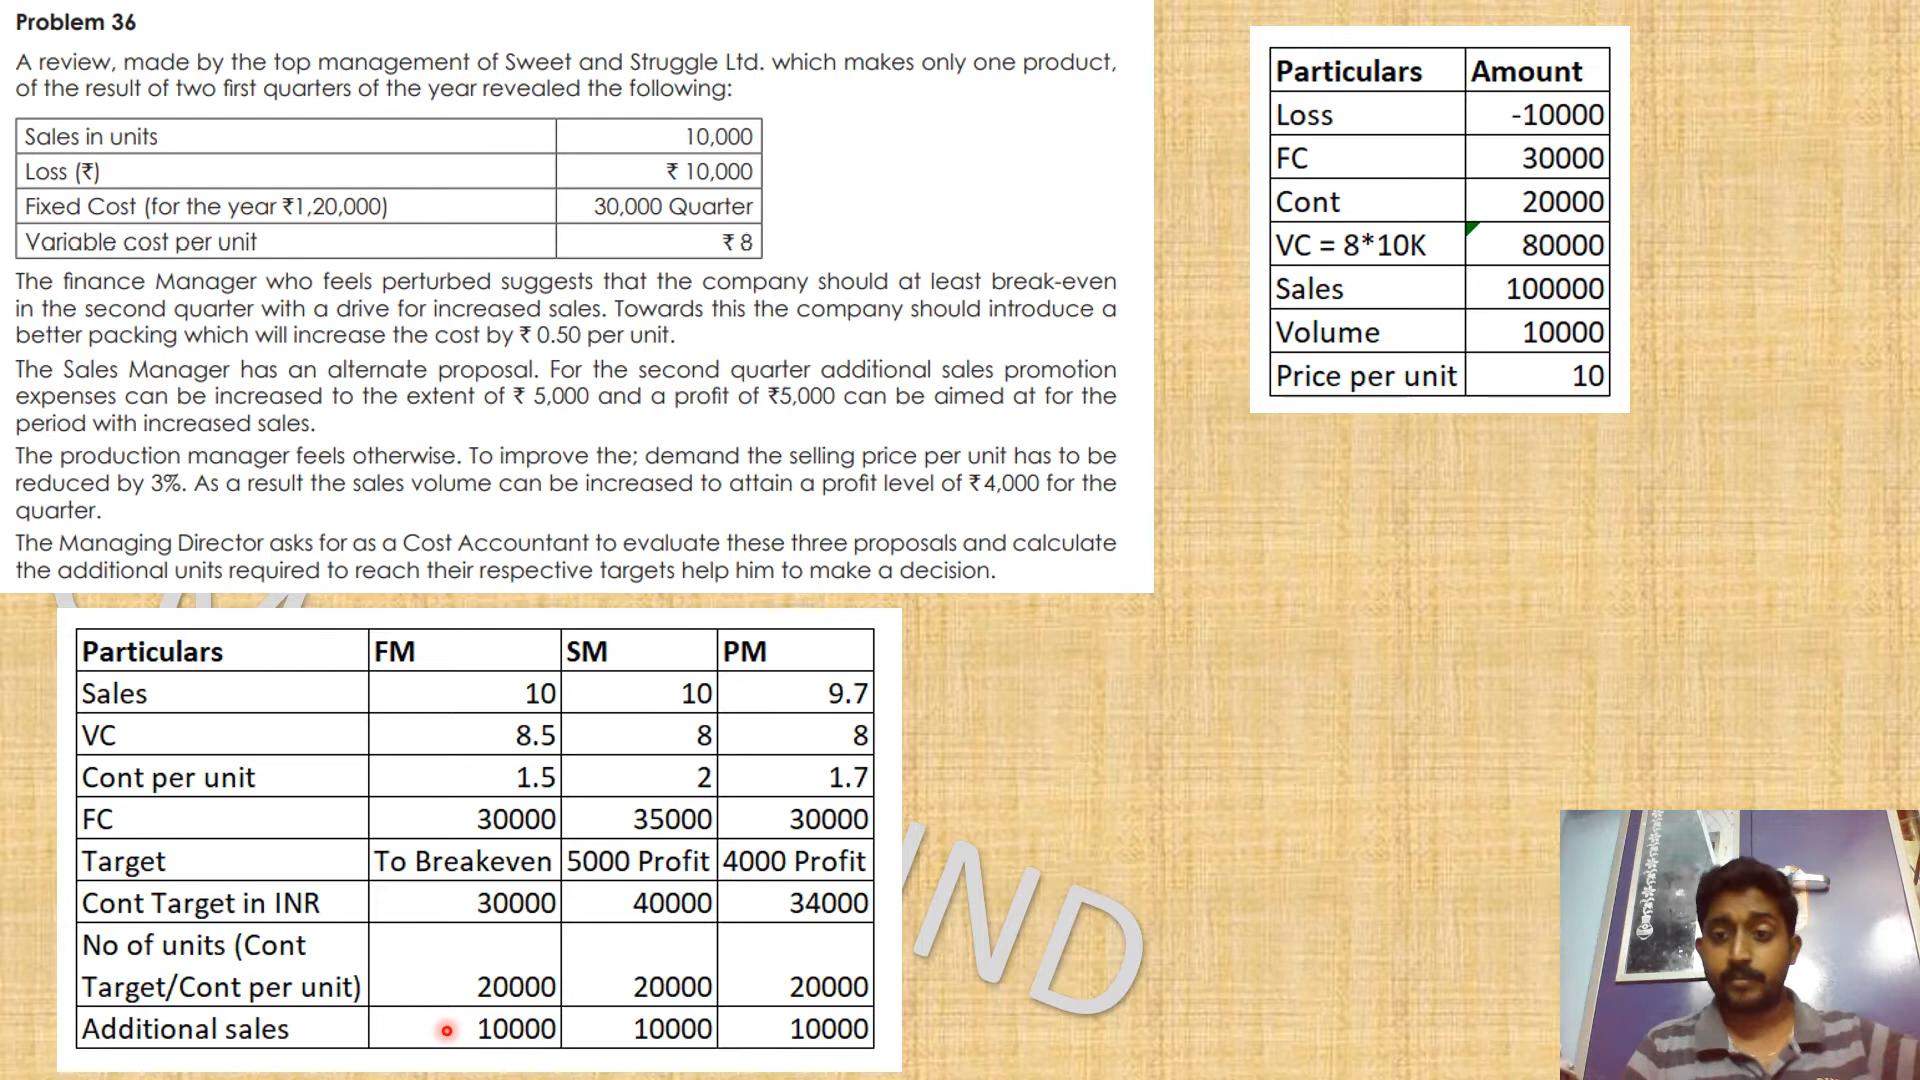 Problem 36
A review, made by the top management of Sweet and Struggle Ltd. which makes only one product,
of the result of two first quarters of the year revealed the following:
Sales in units 10,000
Loss (₹) ₹ 10,000
Fixed Cost (for the year ₹1,20,000) 30,000 Quarter
Variable cost per unit ₹ 8
The finance Manager who feels perturbed suggests that the company should at least break-even
in the second quarter with a drive for increased sales. Towards this the company should introduce a
better packing which will increase the cost by ₹ 0.50 per unit.
The Sales Manager has an alternate proposal. For the second quarter additional sales promotion
expenses can be increased to the extent of ₹ 5,000 and a profit of ₹5,000 can be aimed at for the
period with increased sales.
The production manager feels otherwise. To improve the; demand the selling price per unit has to be
reduced by 3%. As a result the sales volume can be increased to attain a profit level of ₹4,000 for the
quarter.
The Managing Director asks for as a Cost Accountant to evaluate these three proposals and calculate
the additional units required to reach their respective targets help him to make a decision.
Particulars Amount
Loss -10000
FC 30000
Cont 20000
VC = 8*10K 80000
Sales 100000
Volume 10000
Price per unit 10
Particulars FM SM PM
Sales 10 10 9.7
VC 8.5 8 8
Cont per unit 1.5 2 1.7
FC 30000 35000 30000
Target To Breakeven 5000 Profit 4000 Profit
Cont Target in INR 30000 40000 34000
No of units (Cont
Target/Cont per unit) 20000 20000 20000
Additional sales 10000 10000 10000